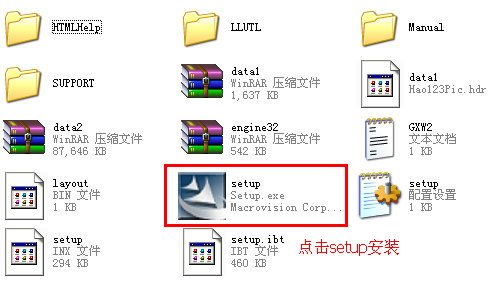 HTMLHelp
LLUTL
Manual
SUPPORT
data1
WinRAR 压缩文件
1,637 KB
data1
Hao123Pic.hdr
data2
WinRAR 压缩文件
87,646 KB
engine32
WinRAR 压缩文件
542 KB
GXW2
文本文档
1 KB
layout
BIN 文件
1 KB
setup
Setup.exe
Macrovision Corp...
setup
配置设置
1 KB
setup
INX 文件
294 KB
setup.ibt
IBT 文件
460 KB
点击setup安装